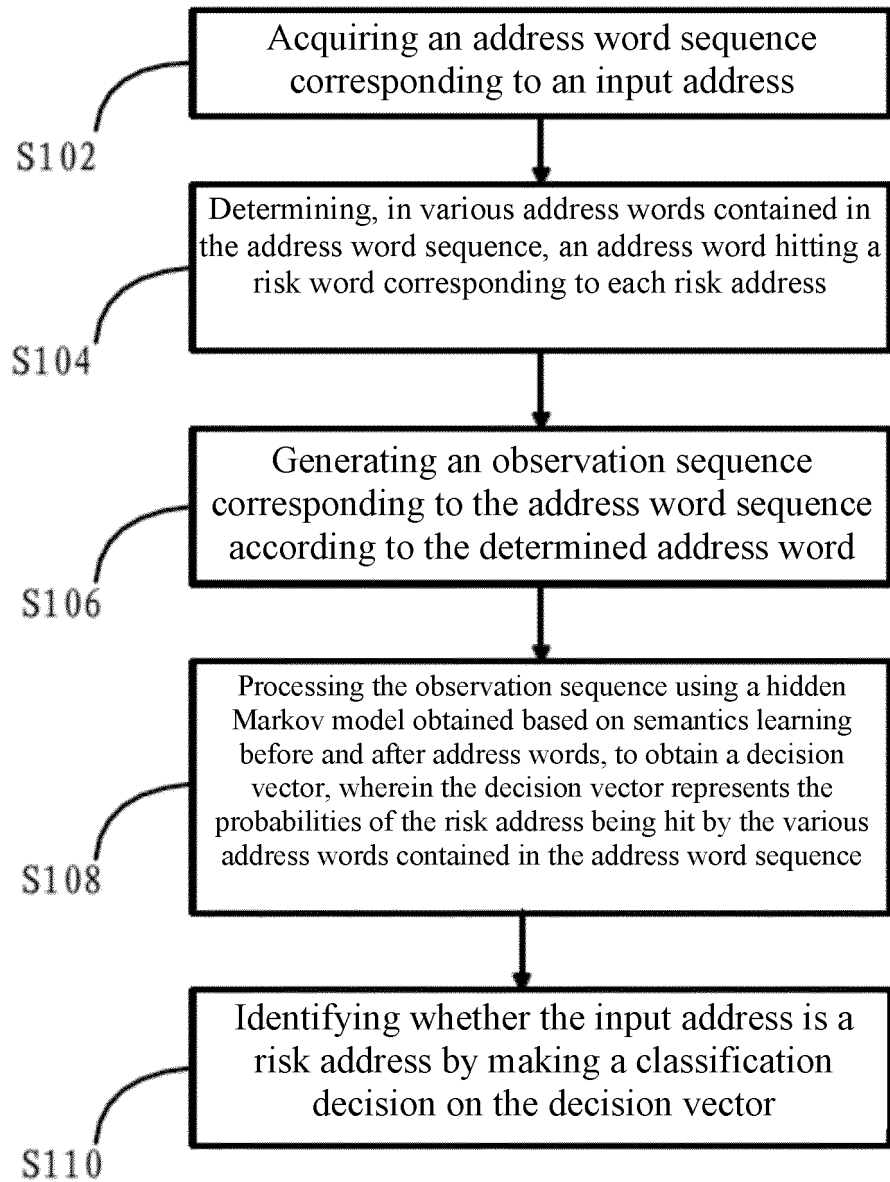 Acquiring an address word sequence
corresponding to an input address
S102
Determining, in various address words contained in
the address word sequence, an address word hitting a
risk word corresponding to each risk address
S104
Generating an observation sequence
corresponding to the address word sequence
according to the determined address word
S106
Processing the observation sequence using a hidden
Markov model obtained based on semantics learning
before and after address words, to obtain a decision
vector, wherein the decision vector represents the
probabilities of the risk address being hit by the various
address words contained in the address word sequence
S108
Identifying whether the input address is a
risk address by making a classification
decision on the decision vector
S110